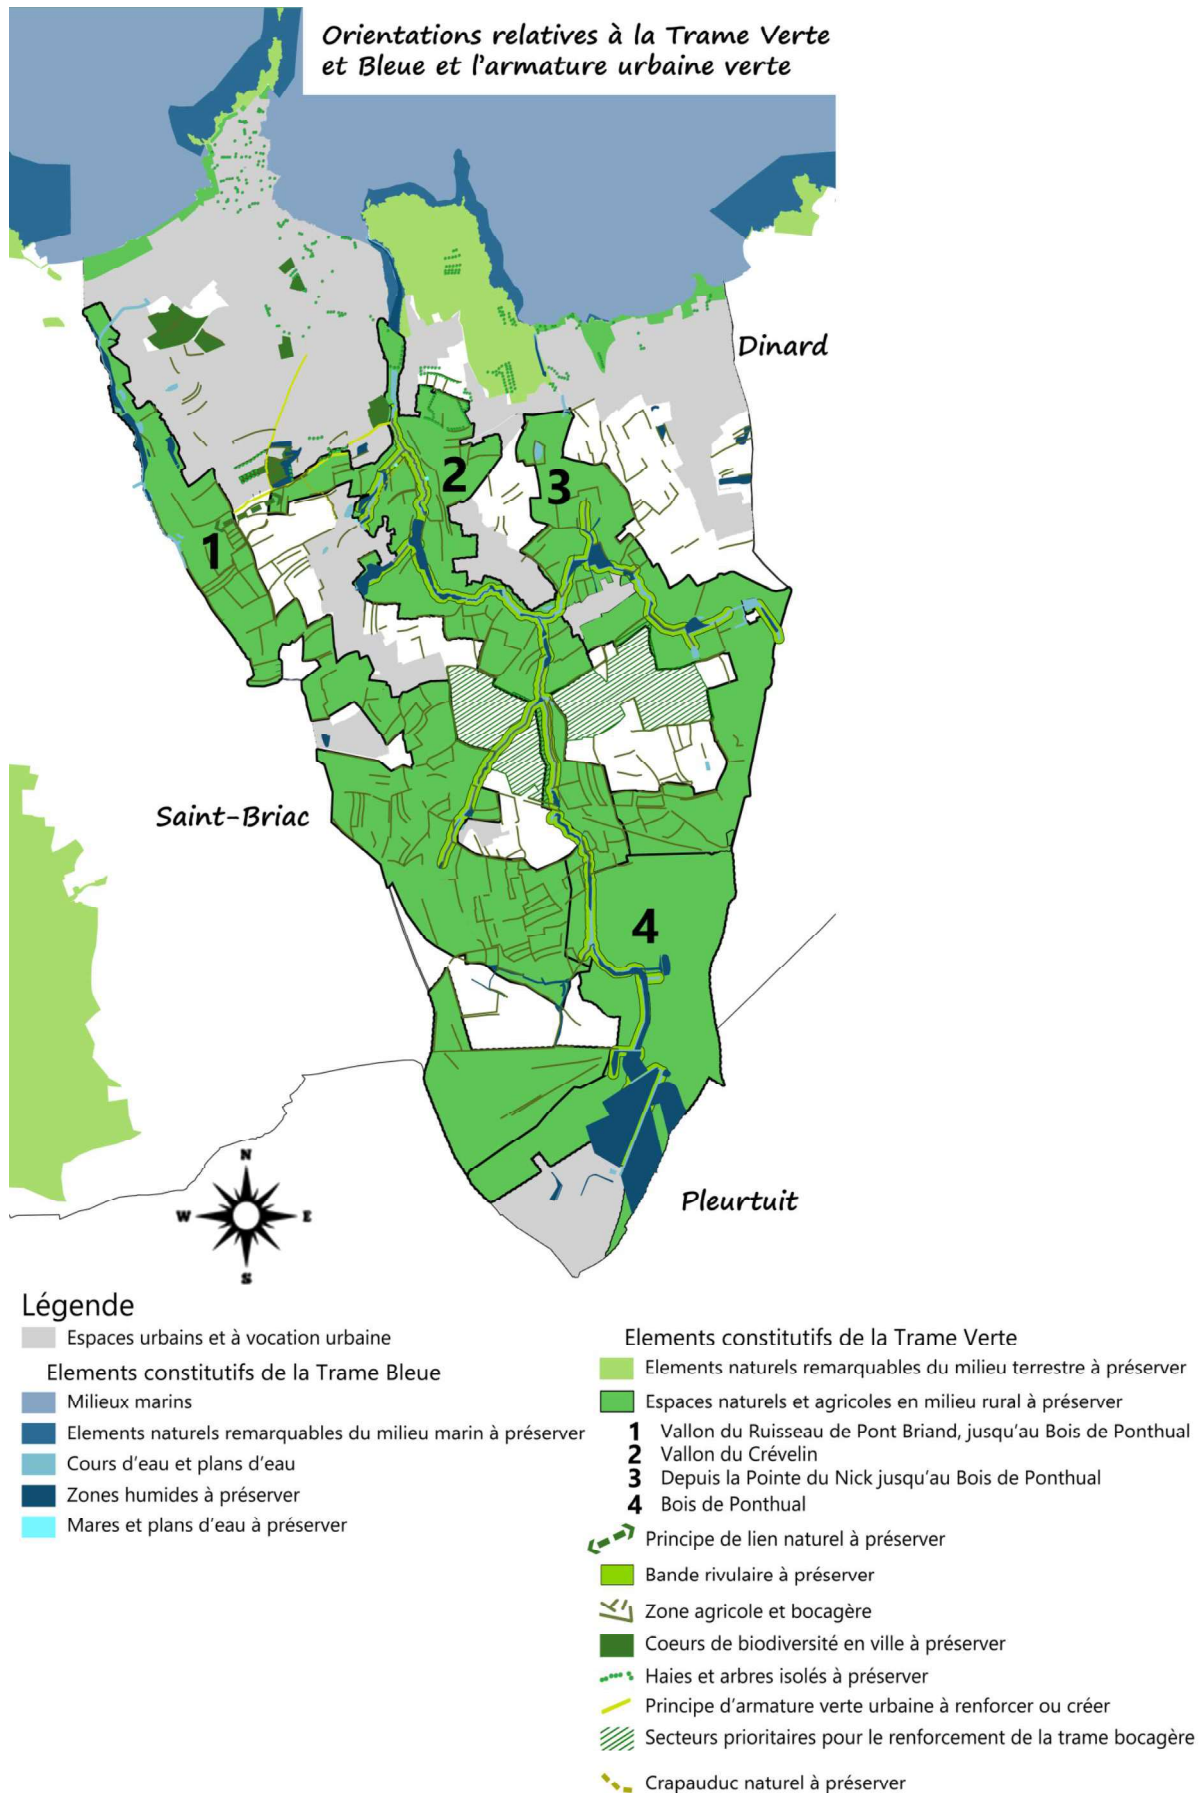 Orientations relatives à la Trame Verte
et Bleue et l'armature urbaine verte
Dinard
2
3
1
Saint-Briac
4
Pleurtuit
N
W E
S
Légende
Espaces urbains et à vocation urbaine
Elements constitutifs de la Trame Bleue
Milieux marins
Elements naturels remarquables du milieu marin à préserver
Cours d'eau et plans d'eau
Zones humides à préserver
Mares et plans d'eau à préserver
Elements constitutifs de la Trame Verte
Elements naturels remarquables du milieu terrestre à préserver
Espaces naturels et agricoles en milieu rural à préserver
1 Vallon du Ruisseau de Pont Briand, jusqu'au Bois de Ponthual
2 Vallon du Crévelin
3 Depuis la Pointe du Nick jusqu'au Bois de Ponthual
4 Bois de Ponthual
Principe de lien naturel à préserver
Bande rivulaire à préserver
Zone agricole et bocagère
Coeurs de biodiversité en ville à préserver
Haies et arbres isolés à préserver
Principe d'armature verte urbaine à renforcer ou créer
Secteurs prioritaires pour le renforcement de la trame bocagère
Crapauduc naturel à préserver